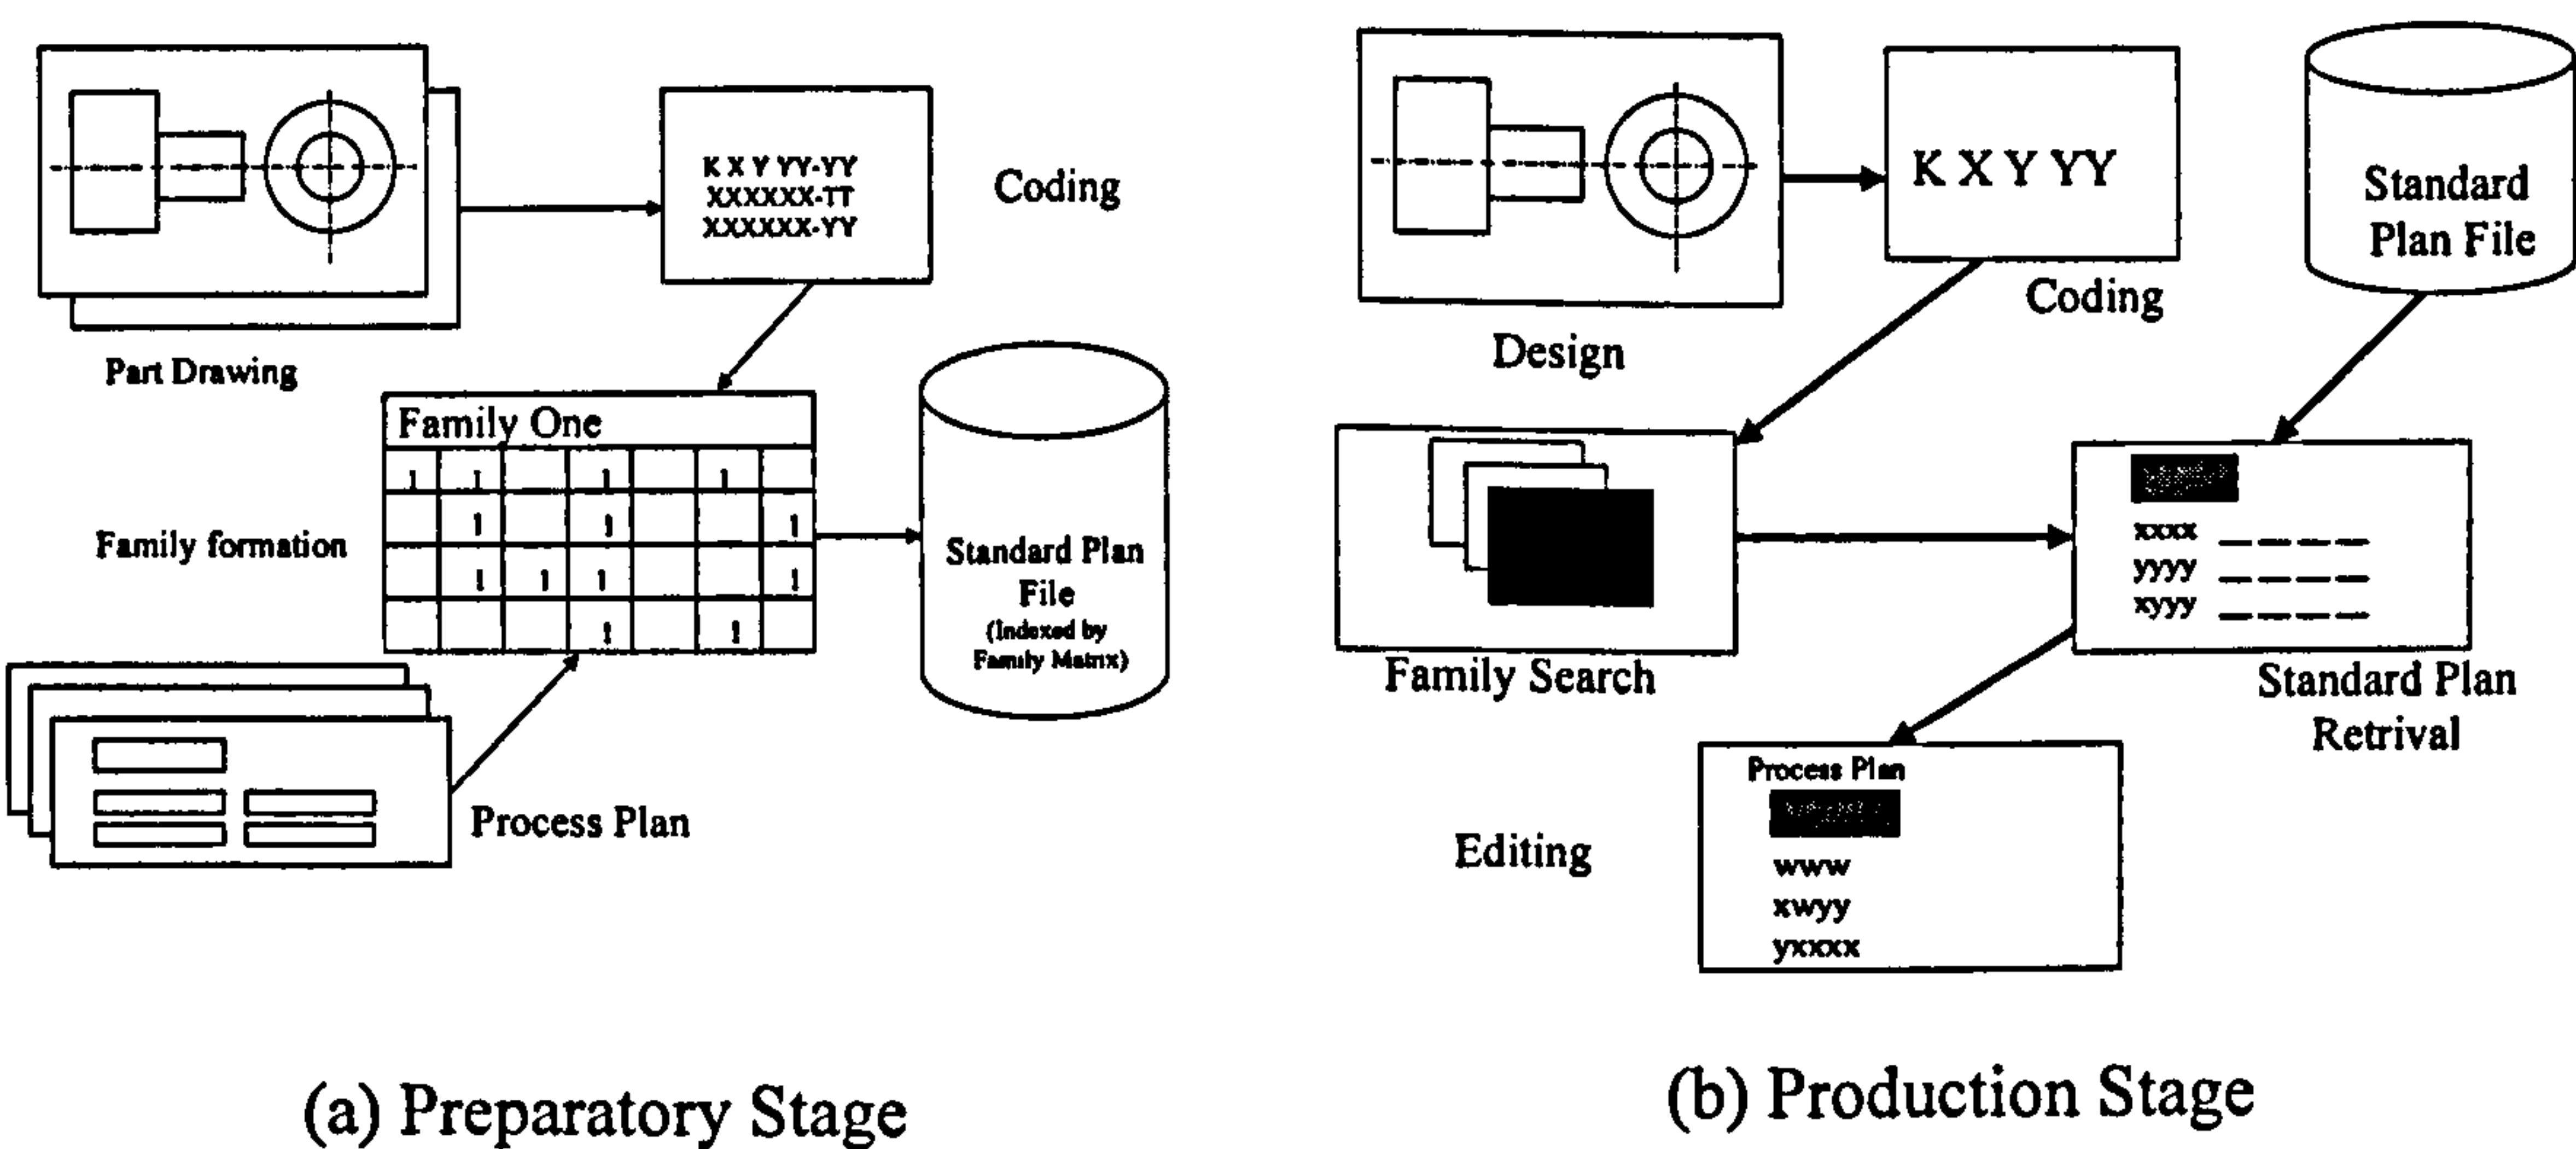 K X Y YY-YY
XXXXXX-TT
XXXXXX-YY
Coding
Part Drawing
Family One
1 1 1 1
1 1 1
1 1 1 1
1 1
Family formation
Standard Plan
File
(Indexed by
Family Matrix)
Process Plan
(a) Preparatory Stage
K X Y YY
Coding
Standard
Plan File
Design
Family Search
xxxx
yyyy
xyyy
Standard Plan
Retrival
Process Plan
www
xwyy
yxxxx
Editing
(b) Production Stage